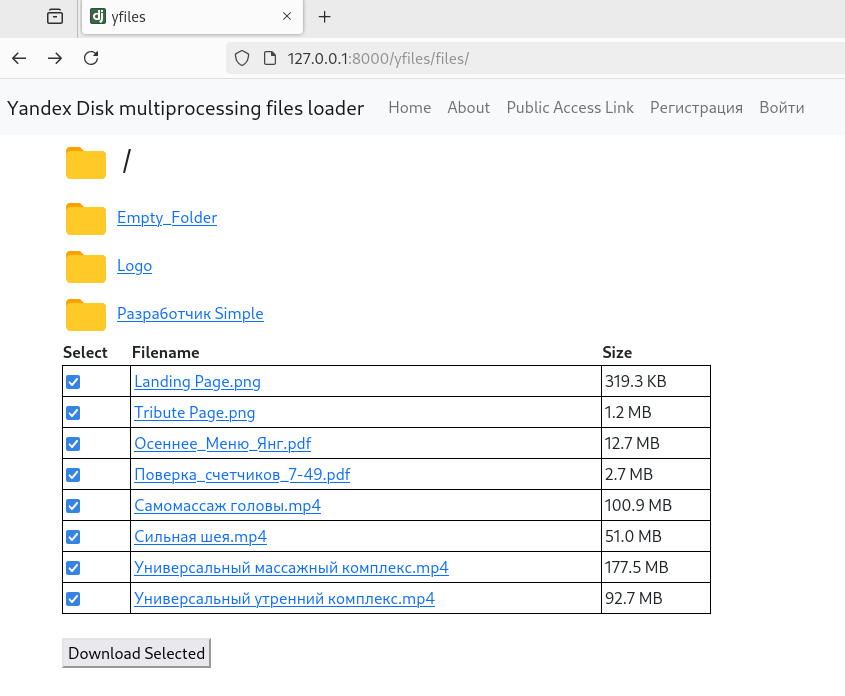 dj yfiles
127.0.0.1:8000/yfiles/files/
Yandex Disk multiprocessing files loader Home About Public Access Link Регистрация Войти
/
Empty_Folder
Logo
Разработчик Simple
Select Filename Size
Landing Page.png 319.3 KB
Tribute Page.png 1.2 MB
Осеннее_Меню_Янг.pdf 12.7 MB
Поверка_счетчиков_7-49.pdf 2.7 MB
Самомассаж головы.mp4 100.9 MB
Сильная шея.mp4 51.0 MB
Универсальный массажный комплекс.mp4 177.5 MB
Универсальный утренний комплекс.mp4 92.7 MB
Download Selected